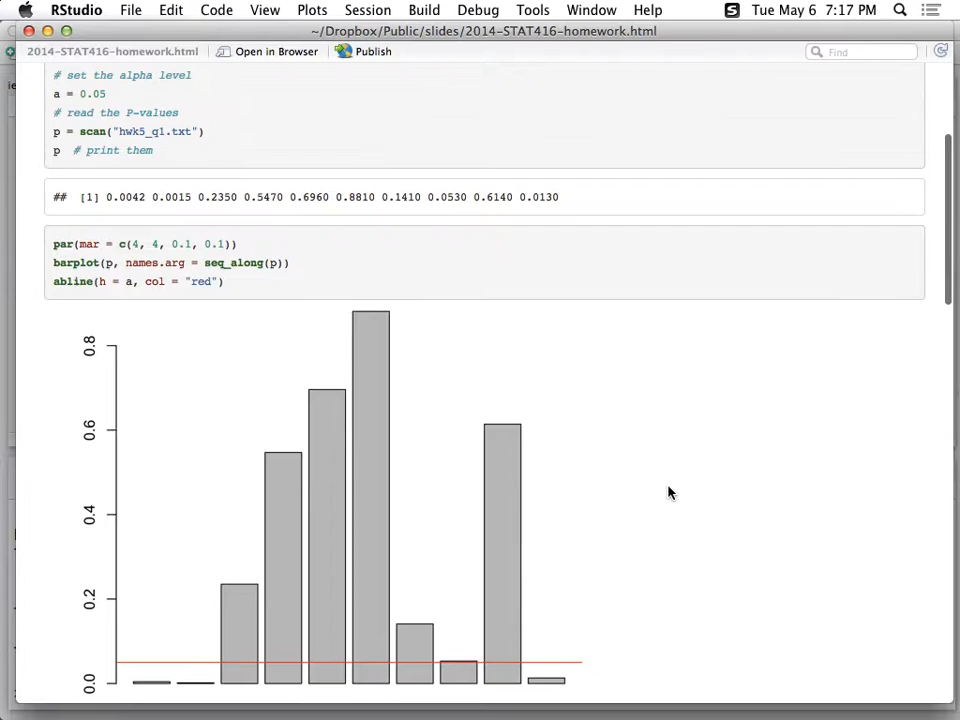 RStudio File Edit Code View Plots Session Build Debug Tools Window Help S Tue May 6 7:17 PM
~/Dropbox/Public/slides/2014-STAT416-homework.html
2014-STAT416-homework.html Open in Browser Publish Find
# set the alpha level
a = 0.05
# read the P-values
p = scan("hwk5_q1.txt")
p # print them
## [1] 0.0042 0.0015 0.2350 0.5470 0.6960 0.8810 0.1410 0.0530 0.6140 0.0130
par(mar = c(4, 4, 0.1, 0.1))
barplot(p, names.arg = seq_along(p))
abline(h = a, col = "red")
0.8
0.6
0.4
0.2
0.0